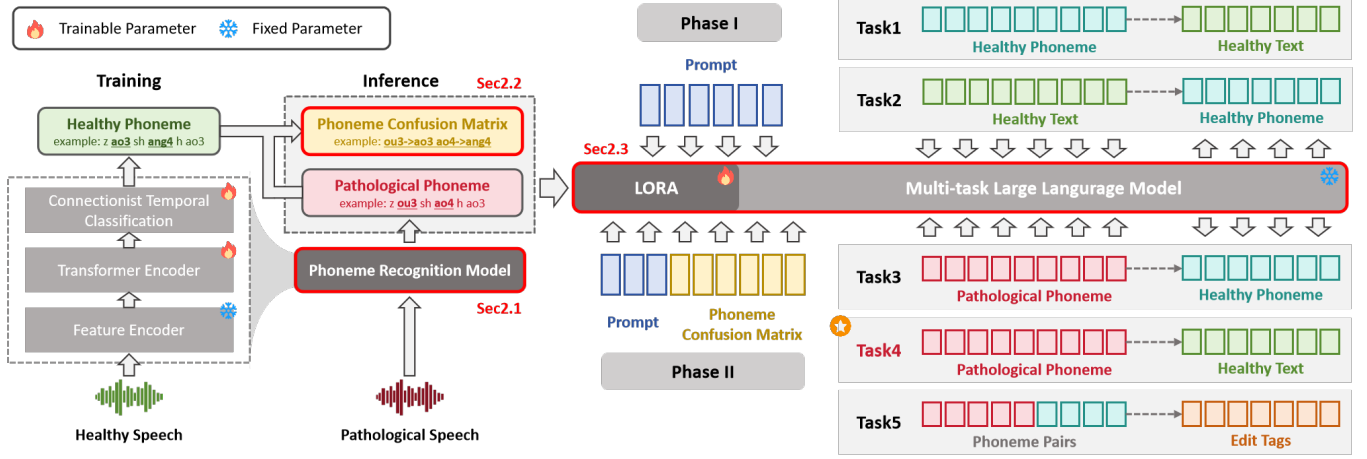 Trainable Parameter
Fixed Parameter
Training
Inference
Sec2.2
Healthy Phoneme
example: z ao3 sh ang4 h ao3
Phoneme Confusion Matrix
example: ou3->ao3 ao4->ang4
Pathological Phoneme
example: z ou3 sh ao4 h ao3
Connectionist Temporal
Classification
Transformer Encoder
Feature Encoder
Phoneme Recognition Model
Sec2.1
Healthy Speech
Pathological Speech
Phase I
Prompt
Sec2.3
LORA
Multi-task Large Langurage Model
Prompt
Phoneme
Confusion Matrix
Phase II
Task1
Healthy Phoneme
Healthy Text
Task2
Healthy Text
Healthy Phoneme
Task3
Pathological Phoneme
Healthy Phoneme
Task4
Pathological Phoneme
Healthy Text
Task5
Phoneme Pairs
Edit Tags